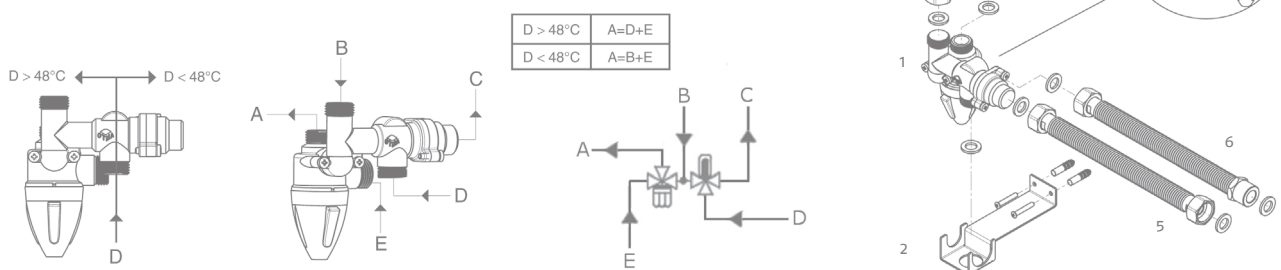 D > 48°C
D < 48°C
D
B
A
C
D
E
D > 48°C A=D+E
D < 48°C A=B+E
B
C
A
D
E
1
6
5
2